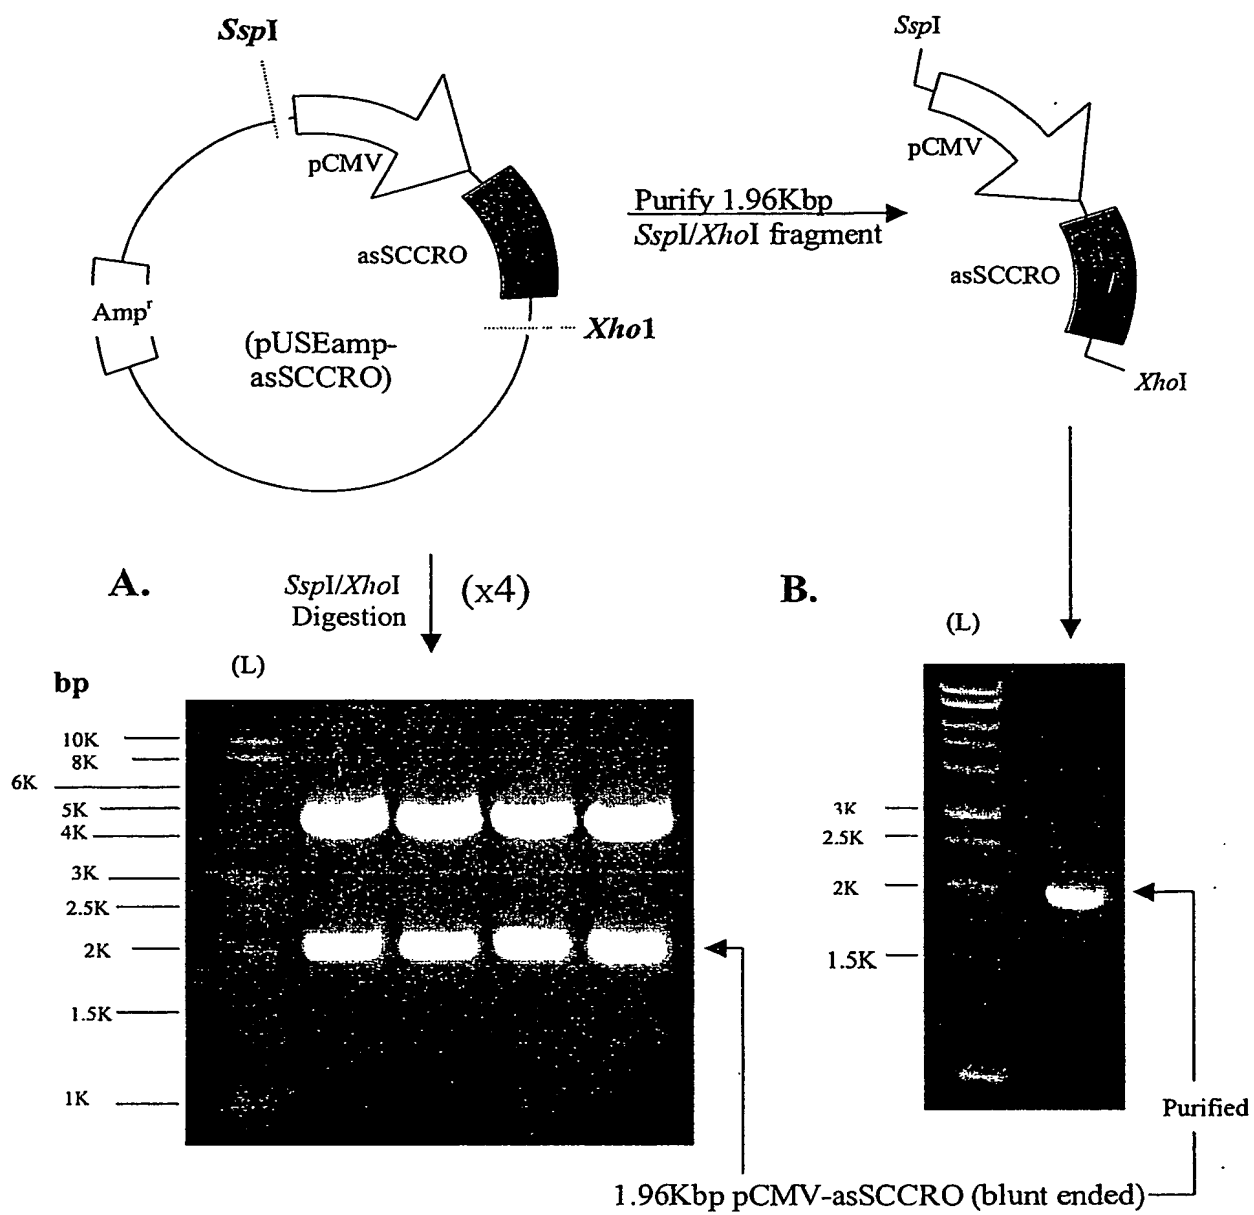 SspI
pCMV
asSCCRO
Xho1
Ampʳ
(pUSEamp-
asSCCRO)
Purify 1.96Kbp
SspI/XhoI fragment
SspI
pCMV
asSCCRO
XhoI
A.
SspI/XhoI
Digestion
(x4)
(L)
bp
10K
8K
6K
5K
4K
3K
2.5K
2K
1.5K
1K
B.
(L)
3K
2.5K
2K
1.5K
Purified
1.96Kbp pCMV-asSCCRO (blunt ended)